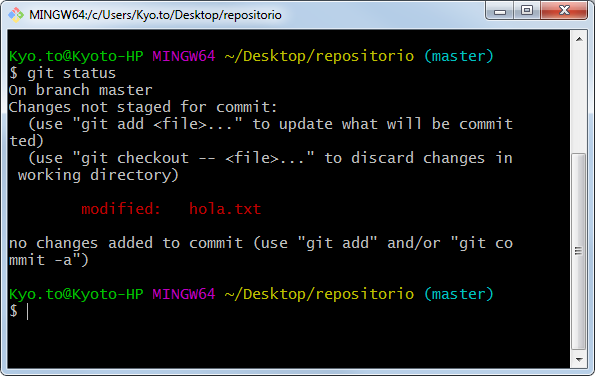 MINGW64:/c/Users/Kyo.to/Desktop/repositorio
Kyo.to@Kyoto-HP MINGW64 ~/Desktop/repositorio (master)
$ git status
On branch master
Changes not staged for commit:
  (use "git add <file>..." to update what will be commit
ted)
  (use "git checkout -- <file>..." to discard changes in
 working directory)
        modified:   hola.txt
no changes added to commit (use "git add" and/or "git co
mmit -a")
Kyo.to@Kyoto-HP MINGW64 ~/Desktop/repositorio (master)
$